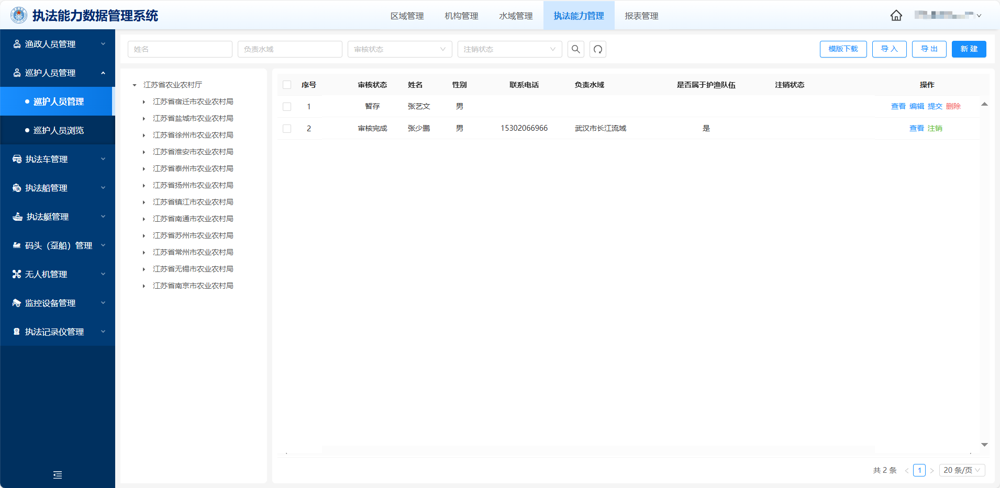 执法能力数据管理系统
区域管理 机构管理 水域管理 执法能力管理 报表管理
渔政人员管理
巡护人员管理
巡护人员管理
巡护人员浏览
执法车管理
执法船管理
执法艇管理
码头（趸船）管理
无人机管理
监控设备管理
执法记录仪管理
姓名 负责水域 审核状态 注销状态 模版下载 导 入 导 出 新 建
江苏省农业农村厅
江苏省宿迁市农业农村局
江苏省盐城市农业农村局
江苏省徐州市农业农村局
江苏省淮安市农业农村局
江苏省泰州市农业农村局
江苏省扬州市农业农村局
江苏省镇江市农业农村局
江苏省南通市农业农村局
江苏省苏州市农业农村局
江苏省常州市农业农村局
江苏省无锡市农业农村局
江苏省南京市农业农村局
序号 审核状态 姓名 性别 联系电话 负责水域 是否属于护渔队伍 注销状态 操作
1 暂存 张艺文 男 查看 编辑 提交 删除
2 审核完成 张少鹏 男 15302066966 武汉市长江流域 是 查看 注销
共 2 条 < 1 > 20 条/页